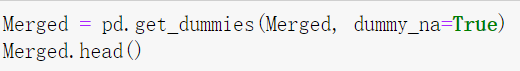 Merged = pd.get_dummies(Merged, dummy_na=True)
Merged.head()